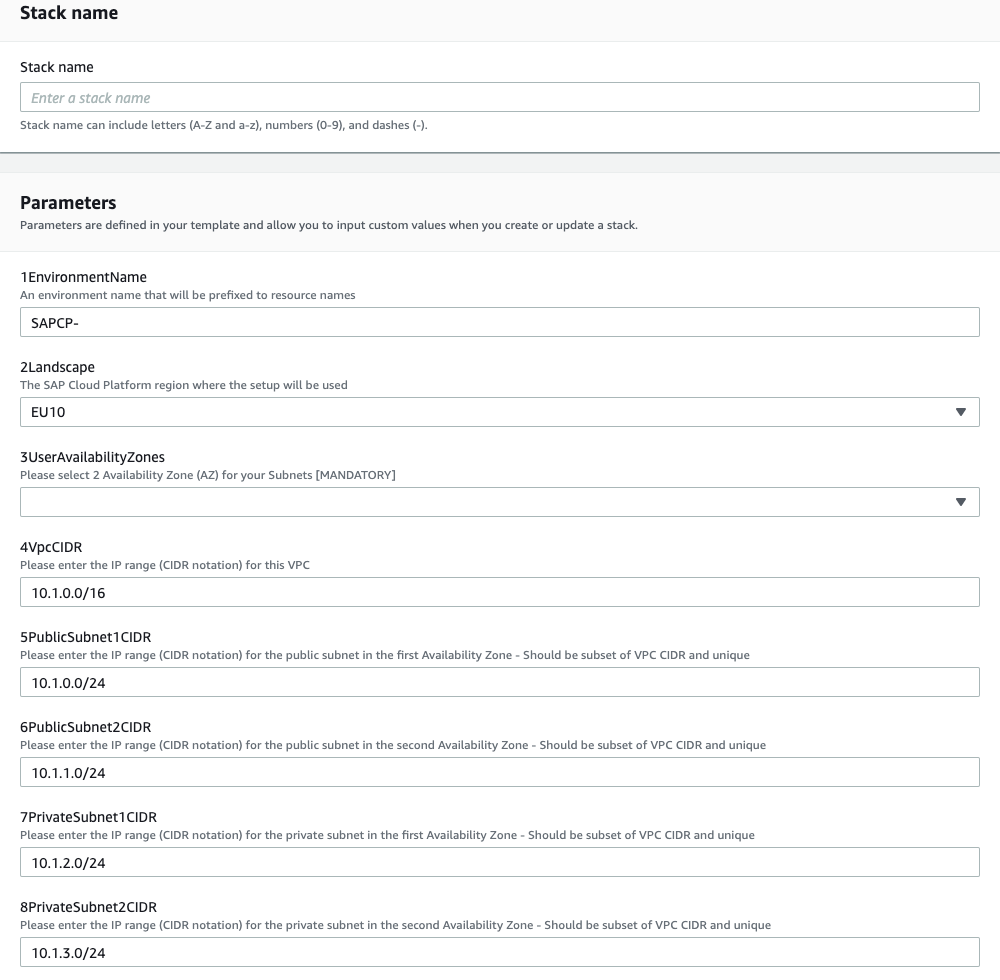 Stack name
Stack name
Enter a stack name
Stack name can include letters (A-Z and a-z), numbers (0-9), and dashes (-).
Parameters
Parameters are defined in your template and allow you to input custom values when you create or update a stack.
1EnvironmentName
An environment name that will be prefixed to resource names
SAPCP-
2Landscape
The SAP Cloud Platform region where the setup will be used
EU10
3UserAvailabilityZones
Please select 2 Availability Zone (AZ) for your Subnets [MANDATORY]
4VpcCIDR
Please enter the IP range (CIDR notation) for this VPC
10.1.0.0/16
5PublicSubnet1CIDR
Please enter the IP range (CIDR notation) for the public subnet in the first Availability Zone - Should be subset of VPC CIDR and unique
10.1.0.0/24
6PublicSubnet2CIDR
Please enter the IP range (CIDR notation) for the public subnet in the second Availability Zone - Should be subset of VPC CIDR and unique
10.1.1.0/24
7PrivateSubnet1CIDR
Please enter the IP range (CIDR notation) for the private subnet in the first Availability Zone - Should be subset of VPC CIDR and unique
10.1.2.0/24
8PrivateSubnet2CIDR
Please enter the IP range (CIDR notation) for the private subnet in the second Availability Zone - Should be subset of VPC CIDR and unique
10.1.3.0/24